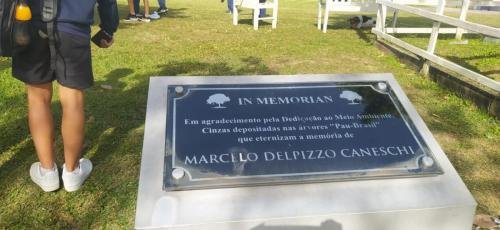 IN MEMORIAN
Em agradecimento pela Dedicação ao Meio Ambiente,
Cinzas depositadas nas árvores "Pau-Brasil"
que eternizam a memória de
MARCELO DELPIZZO CANESCHI